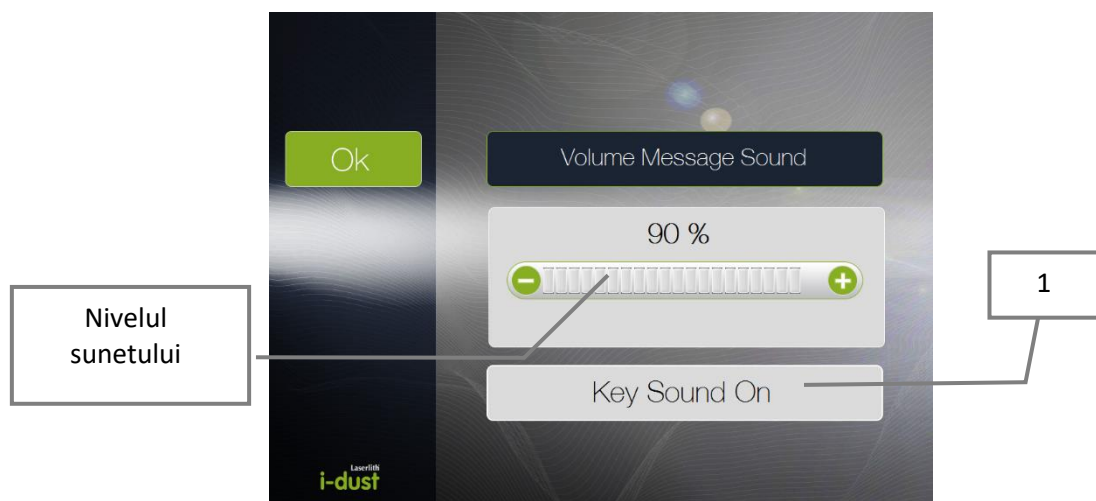 Ok
Volume Message Sound
90 %
Nivelul
sunetului
1
Key Sound On
Laserlith
i-dust